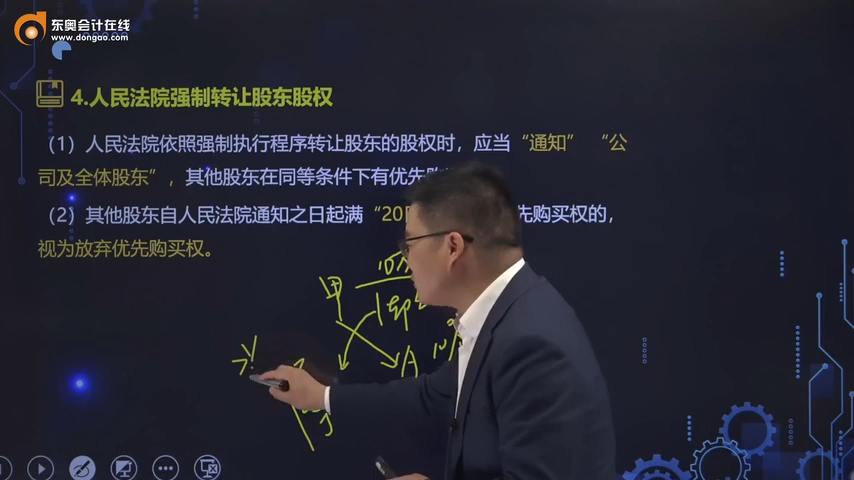 东奥会计在线
www.dongao.com
4.人民法院强制转让股东股权
（1）人民法院依照强制执行程序转让股东的股权时，应当“通知” “公
司及全体股东”，其他股东在同等条件下有优先购
（2）其他股东自人民法院通知之日起满“20 先购买权的，
视为放弃优先购买权。
甲
A